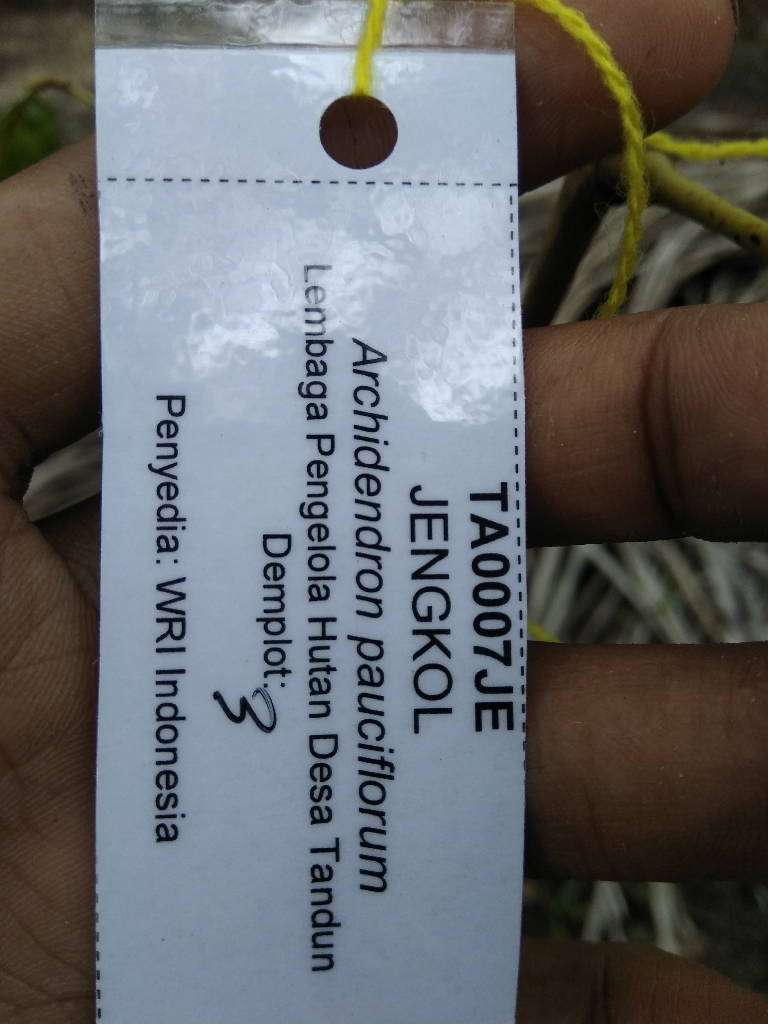 TA0007JE
JENGKOL
Archidendron pauciflorum
Lembaga Pengelola Hutan Desa Tandun
Demplot: 3
Penyedia: WRI Indonesia